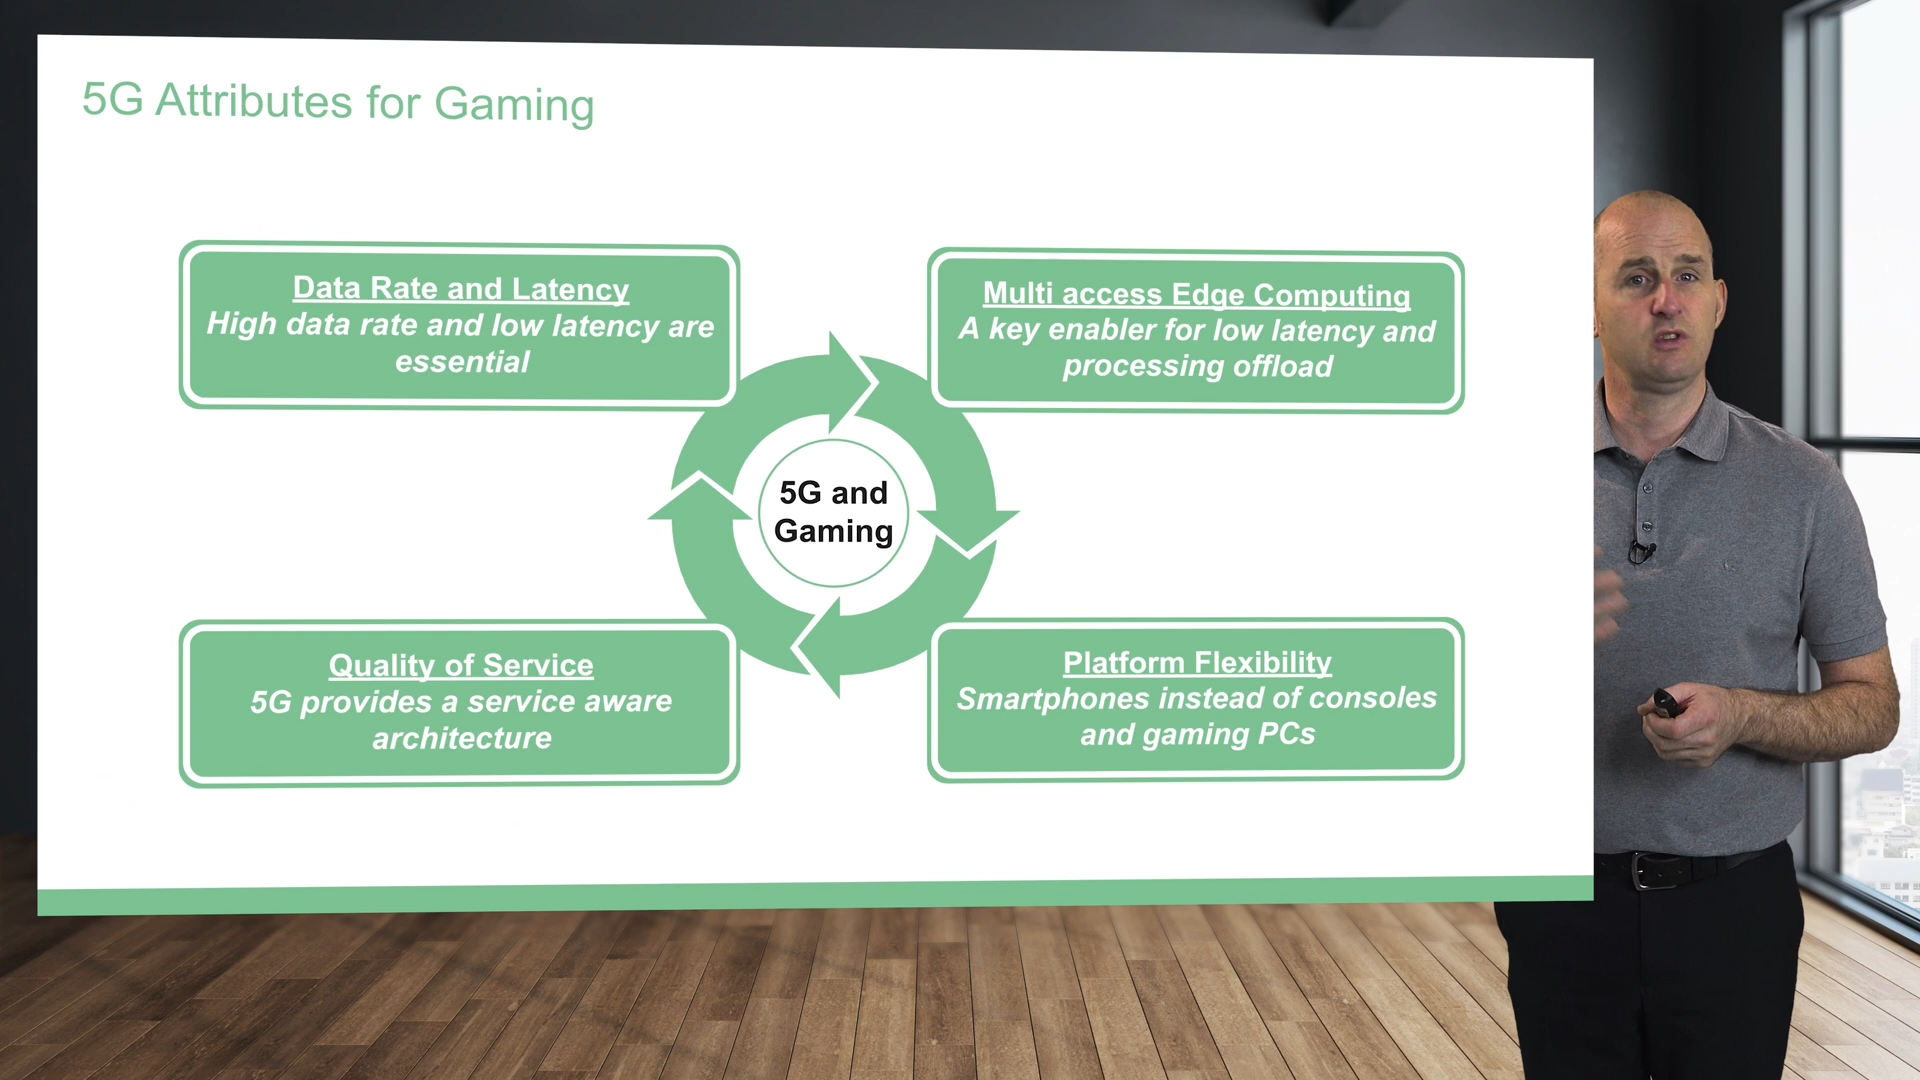 5G Attributes for Gaming
Data Rate and Latency
High data rate and low latency are
essential
Multi access Edge Computing
A key enabler for low latency and
processing offload
5G and
Gaming
Quality of Service
5G provides a service aware
architecture
Platform Flexibility
Smartphones instead of consoles
and gaming PCs